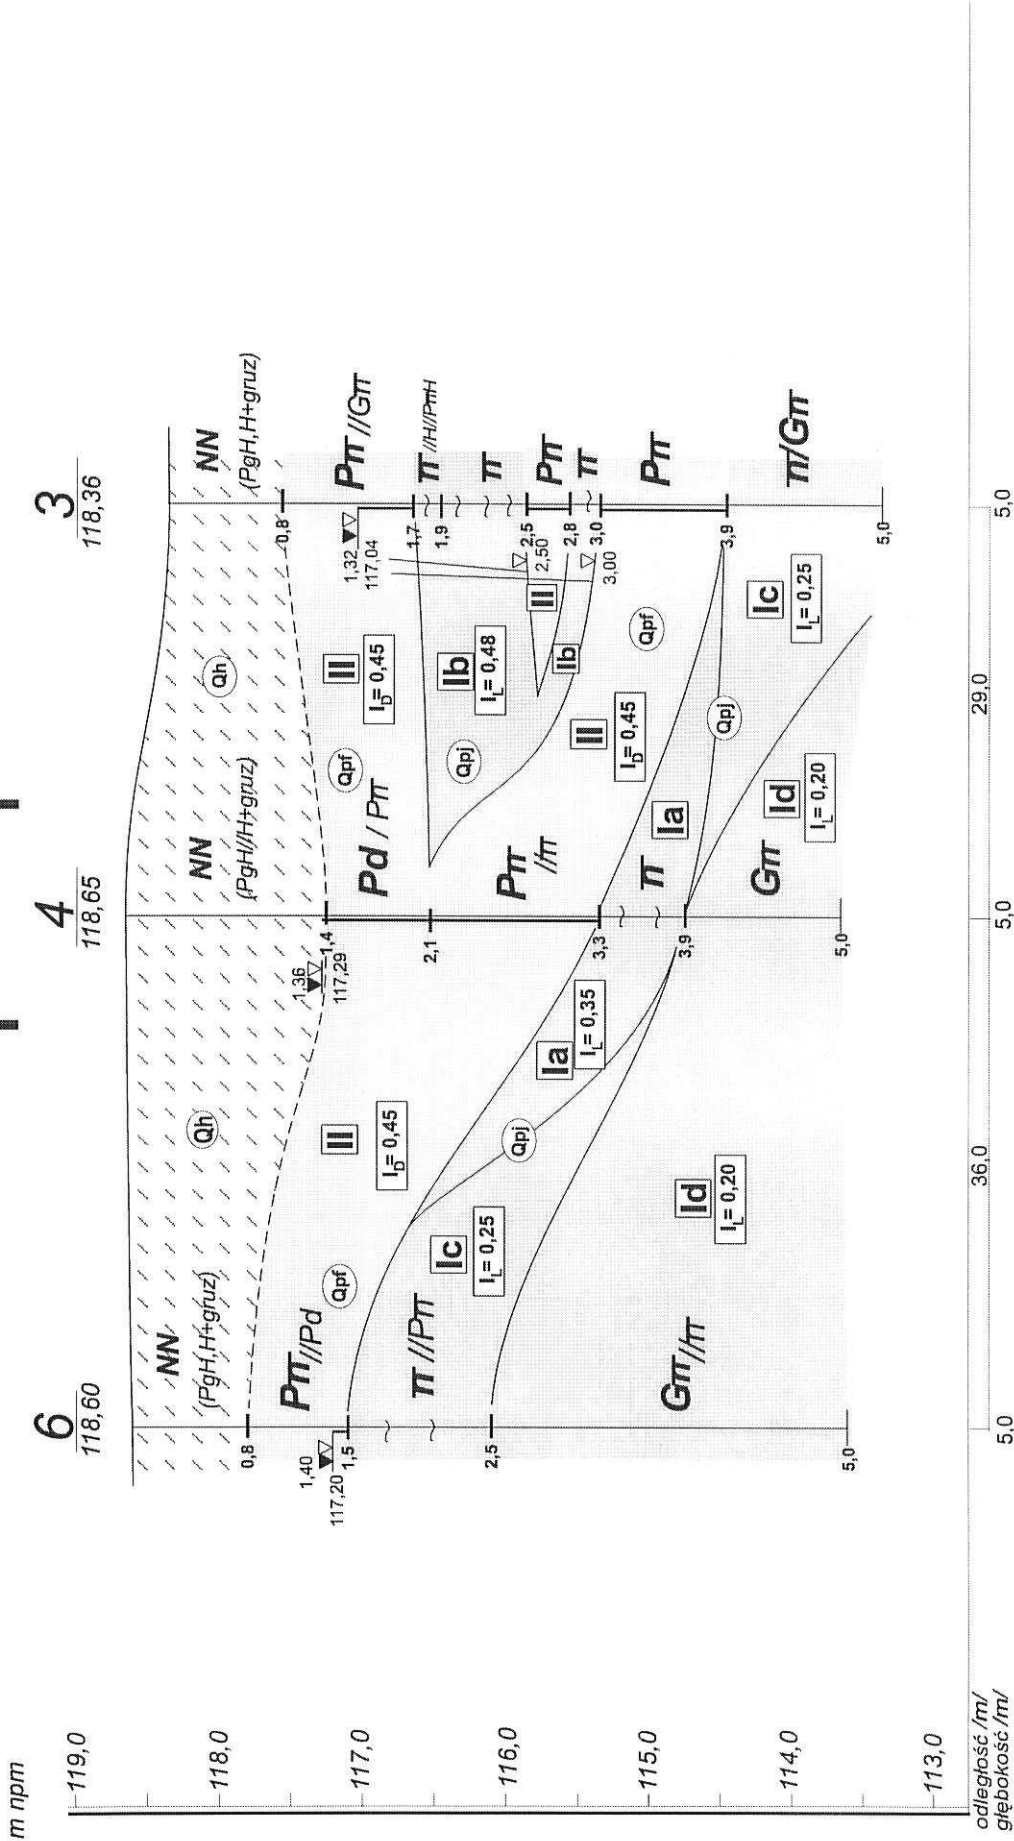 m npm
119,0
118,0
117,0
116,0
115,0
114,0
113,0
odległość /m/
głębokość /m/
6
118,60
NN
(PgH,H+gruz)
0,8
Pπ//Pd
1,40
117,20
1,5
π//Pπ
2,5
Gπ//π
5,0
5,0
Qh
Qpf
II
I_D= 0,45
Ic
I_L= 0,25
Qpj
Ia
I_L= 0,35
Id
I_L= 0,20
36,0
4
118,65
NN
(PgH//H+gruz)
1,36
117,29
1,4
Pd / Pπ
2,1
Pπ
//π
3,3
π
3,9
Gπ
5,0
5,0
Qh
Qpf
II
I_D= 0,45
Qpj
Ib
I_L= 0,48
II
Ib
II
I_D= 0,45
Qpf
Ia
Qpj
Id
I_L= 0,20
Ic
I_L= 0,25
29,0
3
118,36
NN
(PgH,H+gruz)
0,8
Pπ//Gπ
1,32
117,04
1,7
π//H//PπH
1,9
π
2,5
2,50
Pπ
2,8
π
3,0
3,00
Pπ
3,9
π/Gπ
5,0
5,0